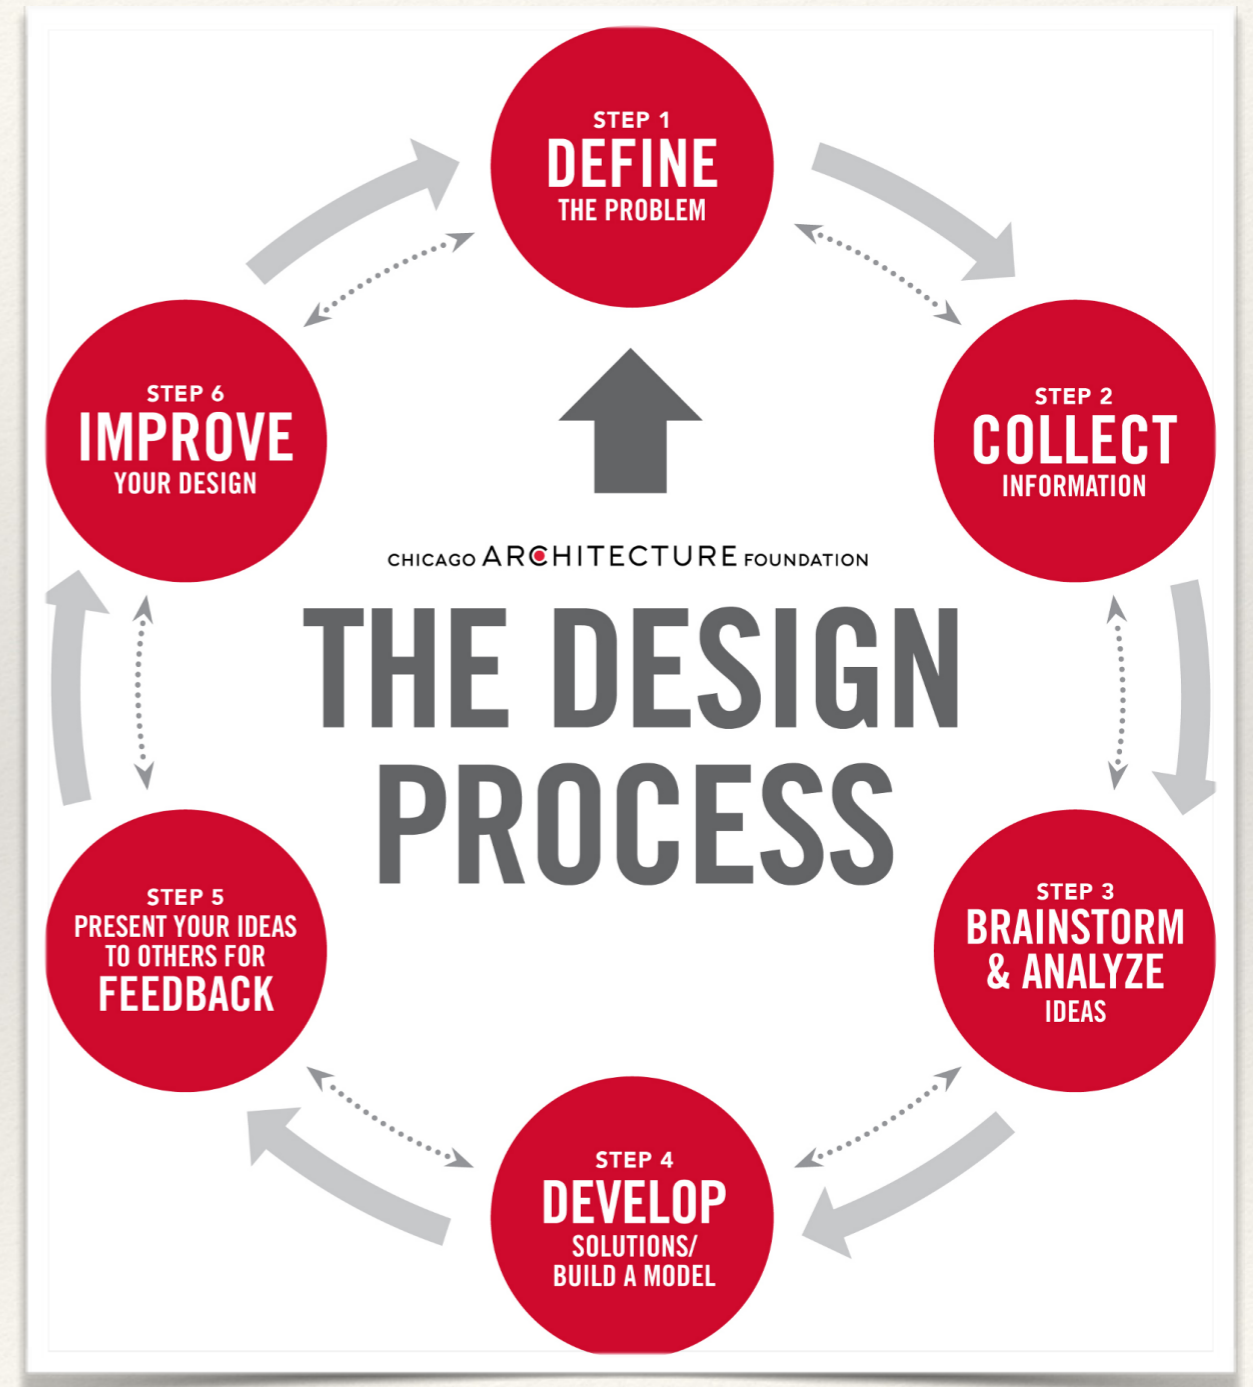 STEP 1
DEFINE
THE PROBLEM
STEP 2
COLLECT
INFORMATION
STEP 3
BRAINSTORM
& ANALYZE
IDEAS
STEP 4
DEVELOP
SOLUTIONS/
BUILD A MODEL
STEP 5
PRESENT YOUR IDEAS
TO OTHERS FOR
FEEDBACK
STEP 6
IMPROVE
YOUR DESIGN
CHICAGO ARCHITECTURE FOUNDATION
THE DESIGN
PROCESS